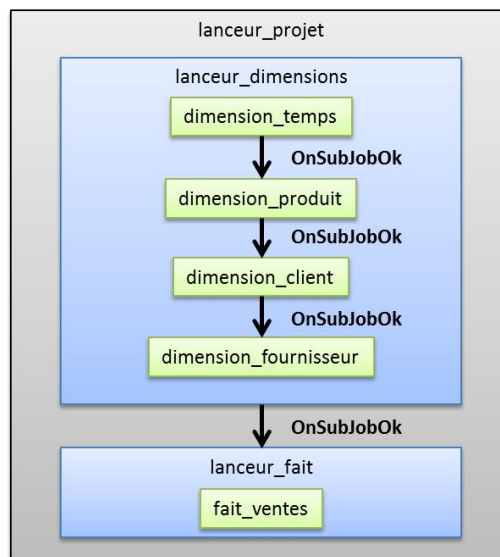 lanceur_projet
lanceur_dimensions
dimension_temps
OnSubJobOk
dimension_produit
OnSubJobOk
dimension_client
OnSubJobOk
dimension_fournisseur
OnSubJobOk
lanceur_fait
fait_ventes